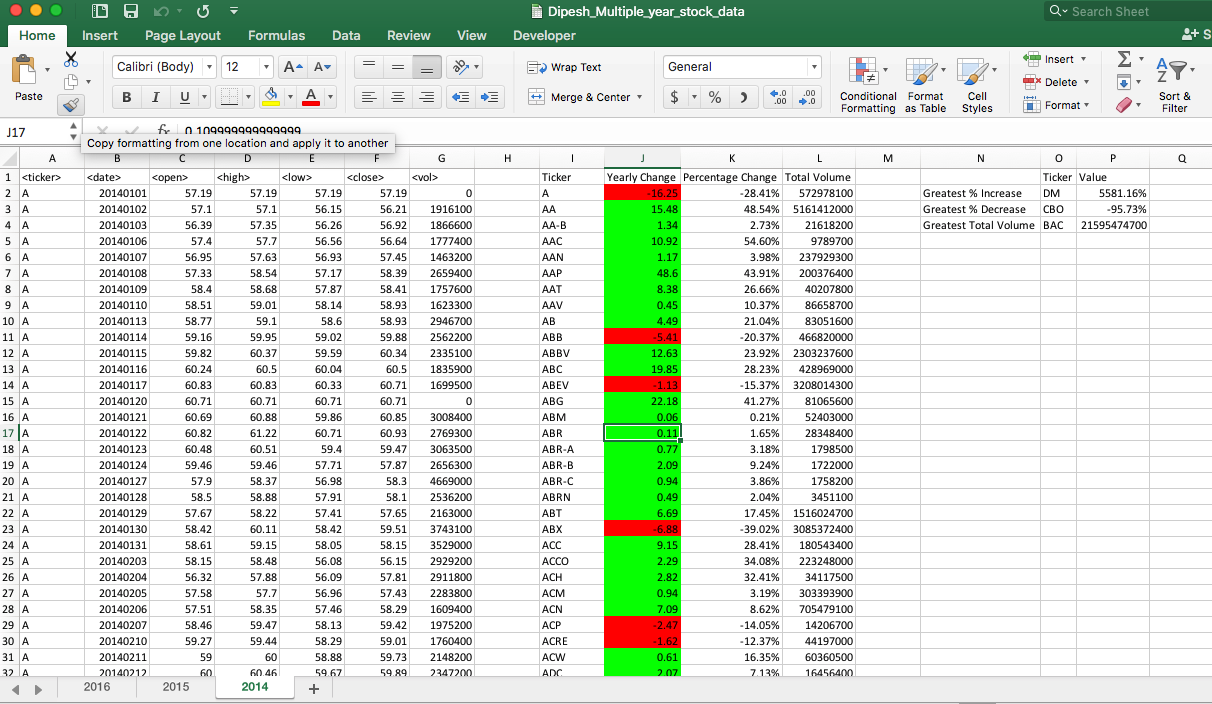 Dipesh_Multiple_year_stock_data
Search Sheet
Home Insert Page Layout Formulas Data Review View Developer S
Paste
Calibri (Body) 12 A A
B I U A
Wrap Text
Merge & Center
General
$ % )
Conditional Formatting
Format as Table
Cell Styles
Insert
Delete
Format
Sort & Filter
J17 fx 0.109999999999999
Copy formatting from one location and apply it to another
A B C D E F G H I J K L M N O P Q
1 <ticker> <date> <open> <high> <low> <close> <vol> Ticker Yearly Change Percentage Change Total Volume Ticker Value
2 A 20140101 57.19 57.19 57.19 57.19 0 A -16.25 -28.41% 572978100 Greatest % Increase DM 5581.16%
3 A 20140102 57.1 57.1 56.15 56.21 1916100 AA 15.48 48.54% 5161412000 Greatest % Decrease CBO -95.73%
4 A 20140103 56.39 57.35 56.26 56.92 1866600 AA-B 1.34 2.73% 21618200 Greatest Total Volume BAC 21595474700
5 A 20140106 57.4 57.7 56.56 56.64 1777400 AAC 10.92 54.60% 9789700
6 A 20140107 56.95 57.63 56.93 57.45 1463200 AAN 1.17 3.98% 237929300
7 A 20140108 57.33 58.54 57.17 58.39 2659400 AAP 48.6 43.91% 200376400
8 A 20140109 58.4 58.68 57.87 58.41 1757600 AAT 8.38 26.66% 40207800
9 A 20140110 58.51 59.01 58.14 58.93 1623300 AAV 0.45 10.37% 86658700
10 A 20140113 58.77 59.1 58.6 58.93 2946700 AB 4.49 21.04% 83051600
11 A 20140114 59.16 59.95 59.02 59.88 2562200 ABB -5.41 -20.37% 466820000
12 A 20140115 59.82 60.37 59.59 60.34 2335100 ABBV 12.63 23.92% 2303237600
13 A 20140116 60.24 60.5 60.04 60.5 1835900 ABC 19.85 28.23% 428969000
14 A 20140117 60.83 60.83 60.33 60.71 1699500 ABEV -1.13 -15.37% 3208014300
15 A 20140120 60.71 60.71 60.71 60.71 0 ABG 22.18 41.27% 81065600
16 A 20140121 60.69 60.88 59.86 60.85 3008400 ABM 0.06 0.21% 52403000
17 A 20140122 60.82 61.22 60.71 60.93 2769300 ABR 0.11 1.65% 28348400
18 A 20140123 60.48 60.51 59.4 59.47 3063500 ABR-A 0.77 3.18% 1798500
19 A 20140124 59.46 59.46 57.71 57.87 2656300 ABR-B 2.09 9.24% 1722000
20 A 20140127 57.9 58.37 56.98 58.3 4669000 ABR-C 0.94 3.86% 1758200
21 A 20140128 58.5 58.88 57.91 58.1 2536200 ABRN 0.49 2.04% 3451100
22 A 20140129 57.67 58.22 57.41 57.65 2163000 ABT 6.69 17.45% 1516024700
23 A 20140130 58.42 60.11 58.42 59.51 3743100 ABX -6.88 -39.02% 3085372400
24 A 20140131 58.61 59.15 58.05 58.15 3529000 ACC 9.15 28.41% 180543400
25 A 20140203 58.15 58.48 56.08 56.15 2929200 ACCO 2.29 34.08% 223248000
26 A 20140204 56.32 57.88 56.09 57.81 2911800 ACH 2.82 32.41% 34117500
27 A 20140205 57.58 57.7 56.96 57.43 2283800 ACM 0.94 3.19% 303393900
28 A 20140206 57.51 58.35 57.46 58.29 1609400 ACN 7.09 8.62% 705479100
29 A 20140207 58.46 59.47 58.13 59.42 1975200 ACP -2.47 -14.05% 14206700
30 A 20140210 59.27 59.44 58.29 59.01 1760400 ACRE -1.62 -12.37% 44197000
31 A 20140211 59 60 58.88 59.73 2148200 ACW 0.61 16.35% 60360500
32 A 20140212 60 60.46 59.67 59.89 2347200 ADC 2.07 7.13% 16456400
2016 2015 2014 +